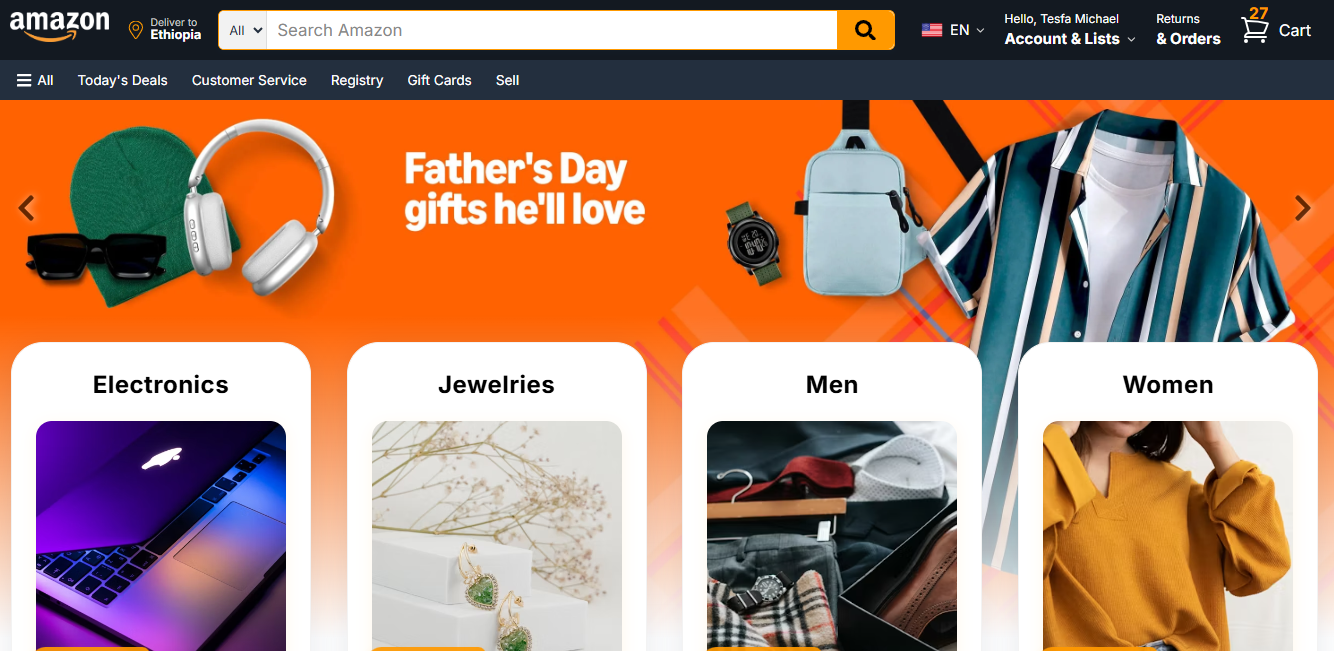 amazon
Deliver to
Ethiopia
All
Search Amazon
EN
Hello, Tesfa Michael
Account & Lists
Returns
& Orders
27
Cart
All
Today's Deals
Customer Service
Registry
Gift Cards
Sell
Father's Day
gifts he'll love
Electronics
Jewelries
Men
Women